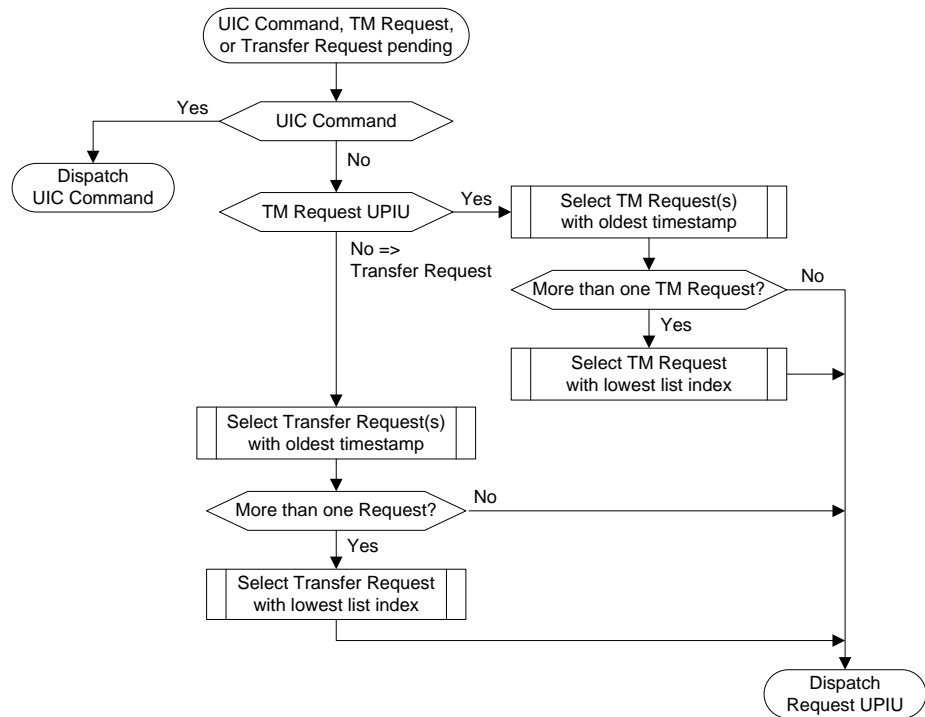 UIC Command, TM Request,
or Transfer Request pending
Yes
UIC Command
No
Dispatch
UIC Command
TM Request UPIU
Yes
Select TM Request(s)
with oldest timestamp
No =>
Transfer Request
More than one TM Request?
No
Yes
Select TM Request
with lowest list index
Select Transfer Request(s)
with oldest timestamp
More than one Request?
No
Yes
Select Transfer Request
with lowest list index
Dispatch
Request UPIU